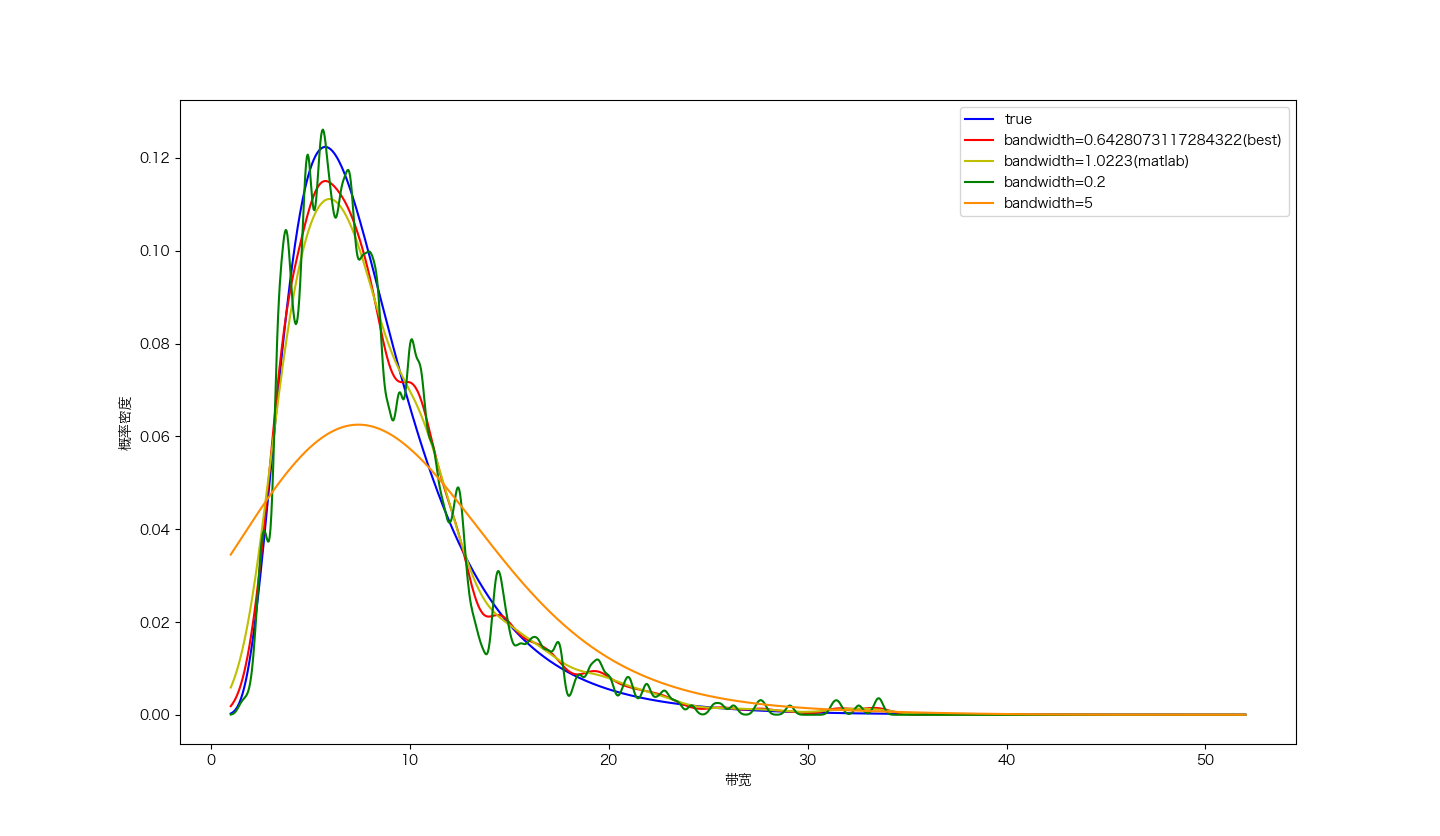 true
bandwidth=0.6428073117284322(best)
bandwidth=1.0223(matlab)
bandwidth=0.2
bandwidth=5
0.12
0.10
0.08
0.06
0.04
0.02
0.00
概率密度
0 10 20 30 40 50
带宽